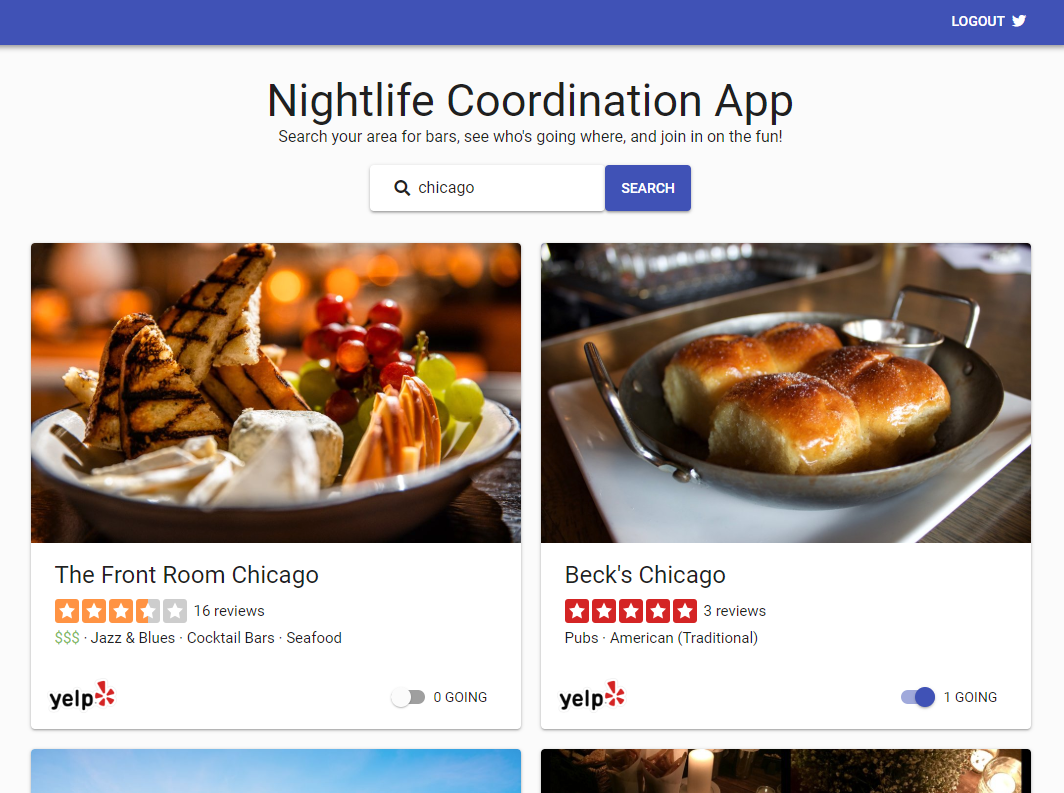 LOGOUT
Nightlife Coordination App
Search your area for bars, see who's going where, and join in on the fun!
chicago
SEARCH
The Front Room Chicago
16 reviews
$$$ · Jazz & Blues · Cocktail Bars · Seafood
yelp
0 GOING
Beck's Chicago
3 reviews
Pubs · American (Traditional)
yelp
1 GOING